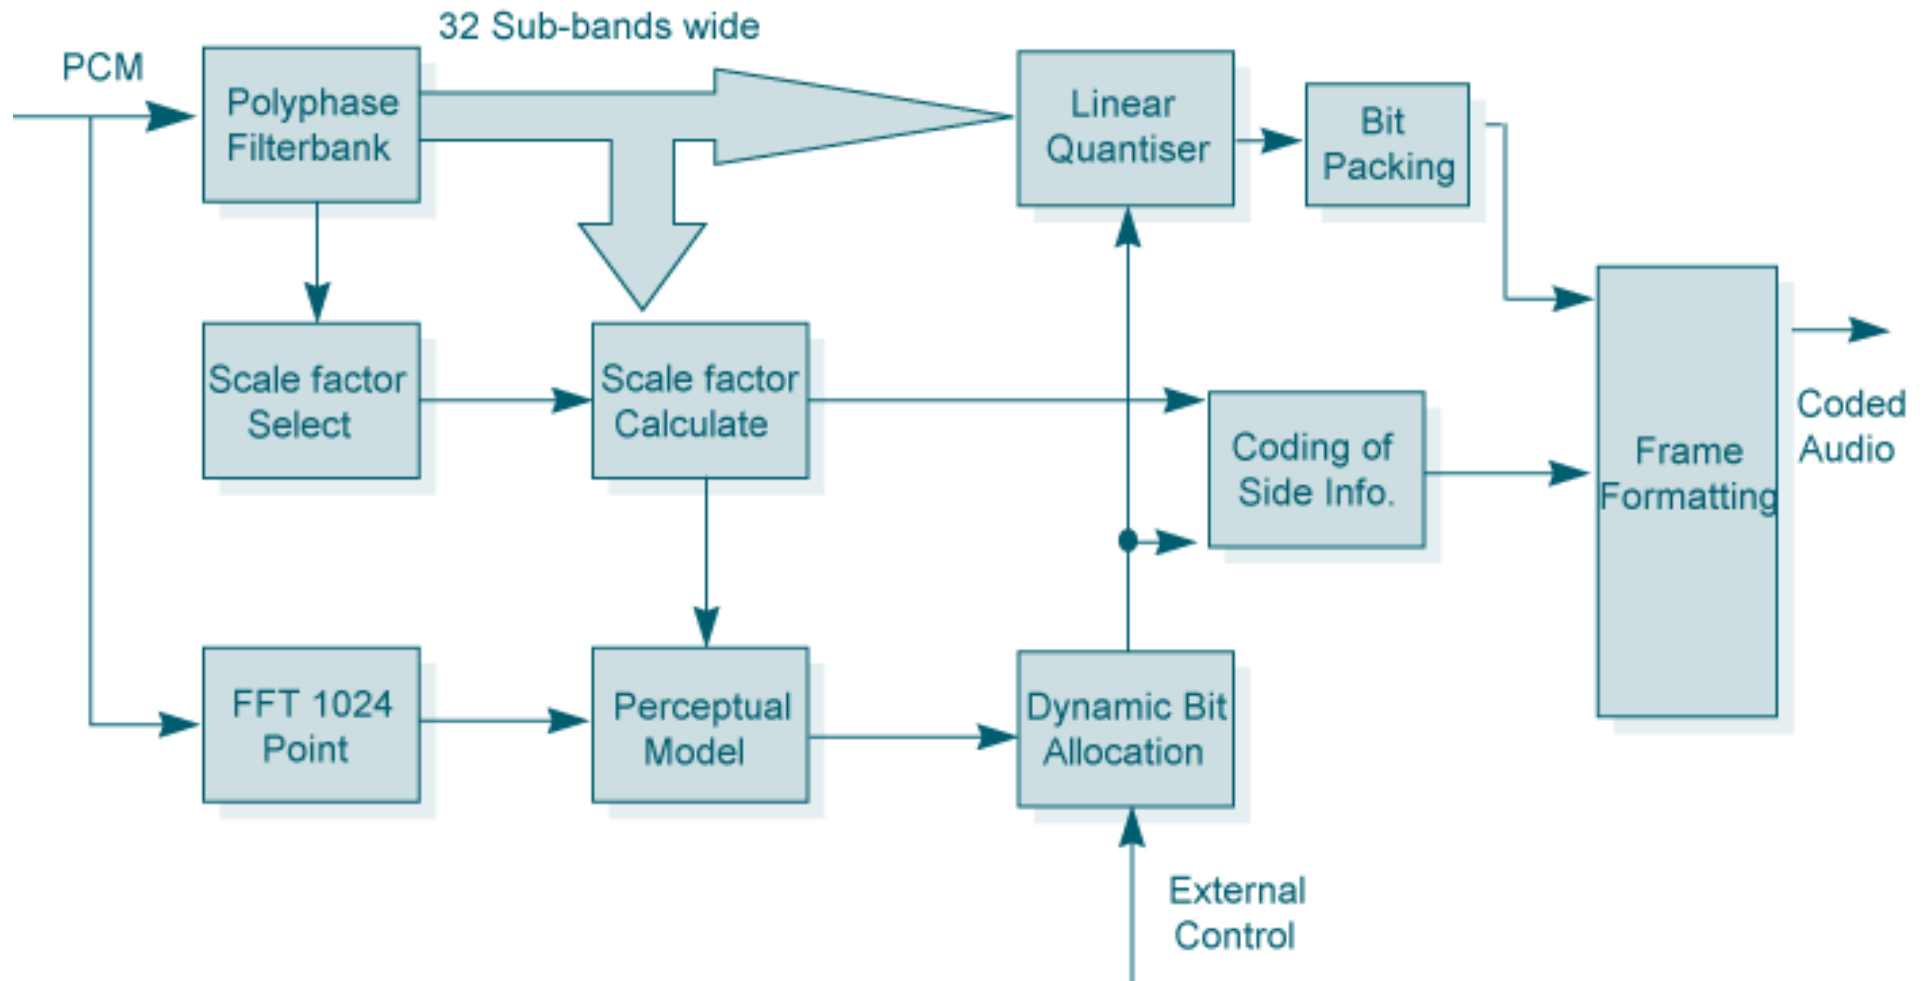 32 Sub-bands wide
PCM
Polyphase
Filterbank
Linear
Quantiser
Bit
Packing
Scale factor
Select
Scale factor
Calculate
Coding of
Side Info.
Frame
Formatting
Coded
Audio
FFT 1024
Point
Perceptual
Model
Dynamic Bit
Allocation
External
Control